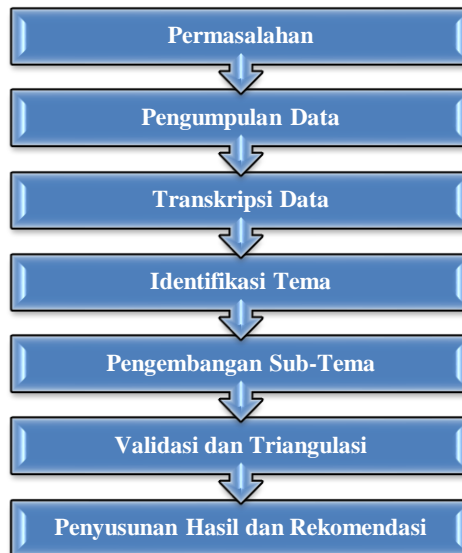 Permasalahan
Pengumpulan Data
Transkripsi Data
Identifikasi Tema
Pengembangan Sub-Tema
Validasi dan Triangulasi
Penyusunan Hasil dan Rekomendasi